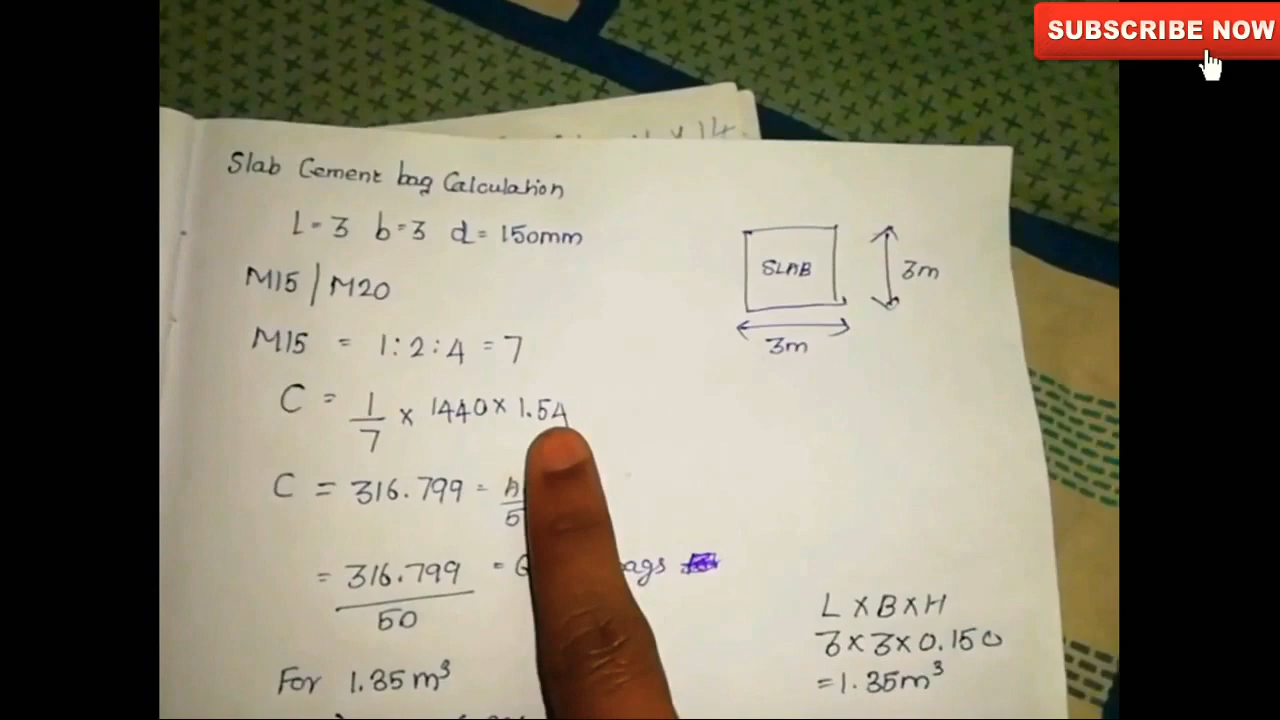 SUBSCRIBE NOW
Slab Cement bag Calculation
L = 3 b = 3 d = 150mm
M15 / M20
M15 = 1:2:4 = 7
C = 1/7 × 1440 × 1.54
C = 316.799 =
= 316.799/50 = bags
For 1.35m³
SLAB
3m
3m
L × B × H
3 × 3 × 0.150
= 1.35m³